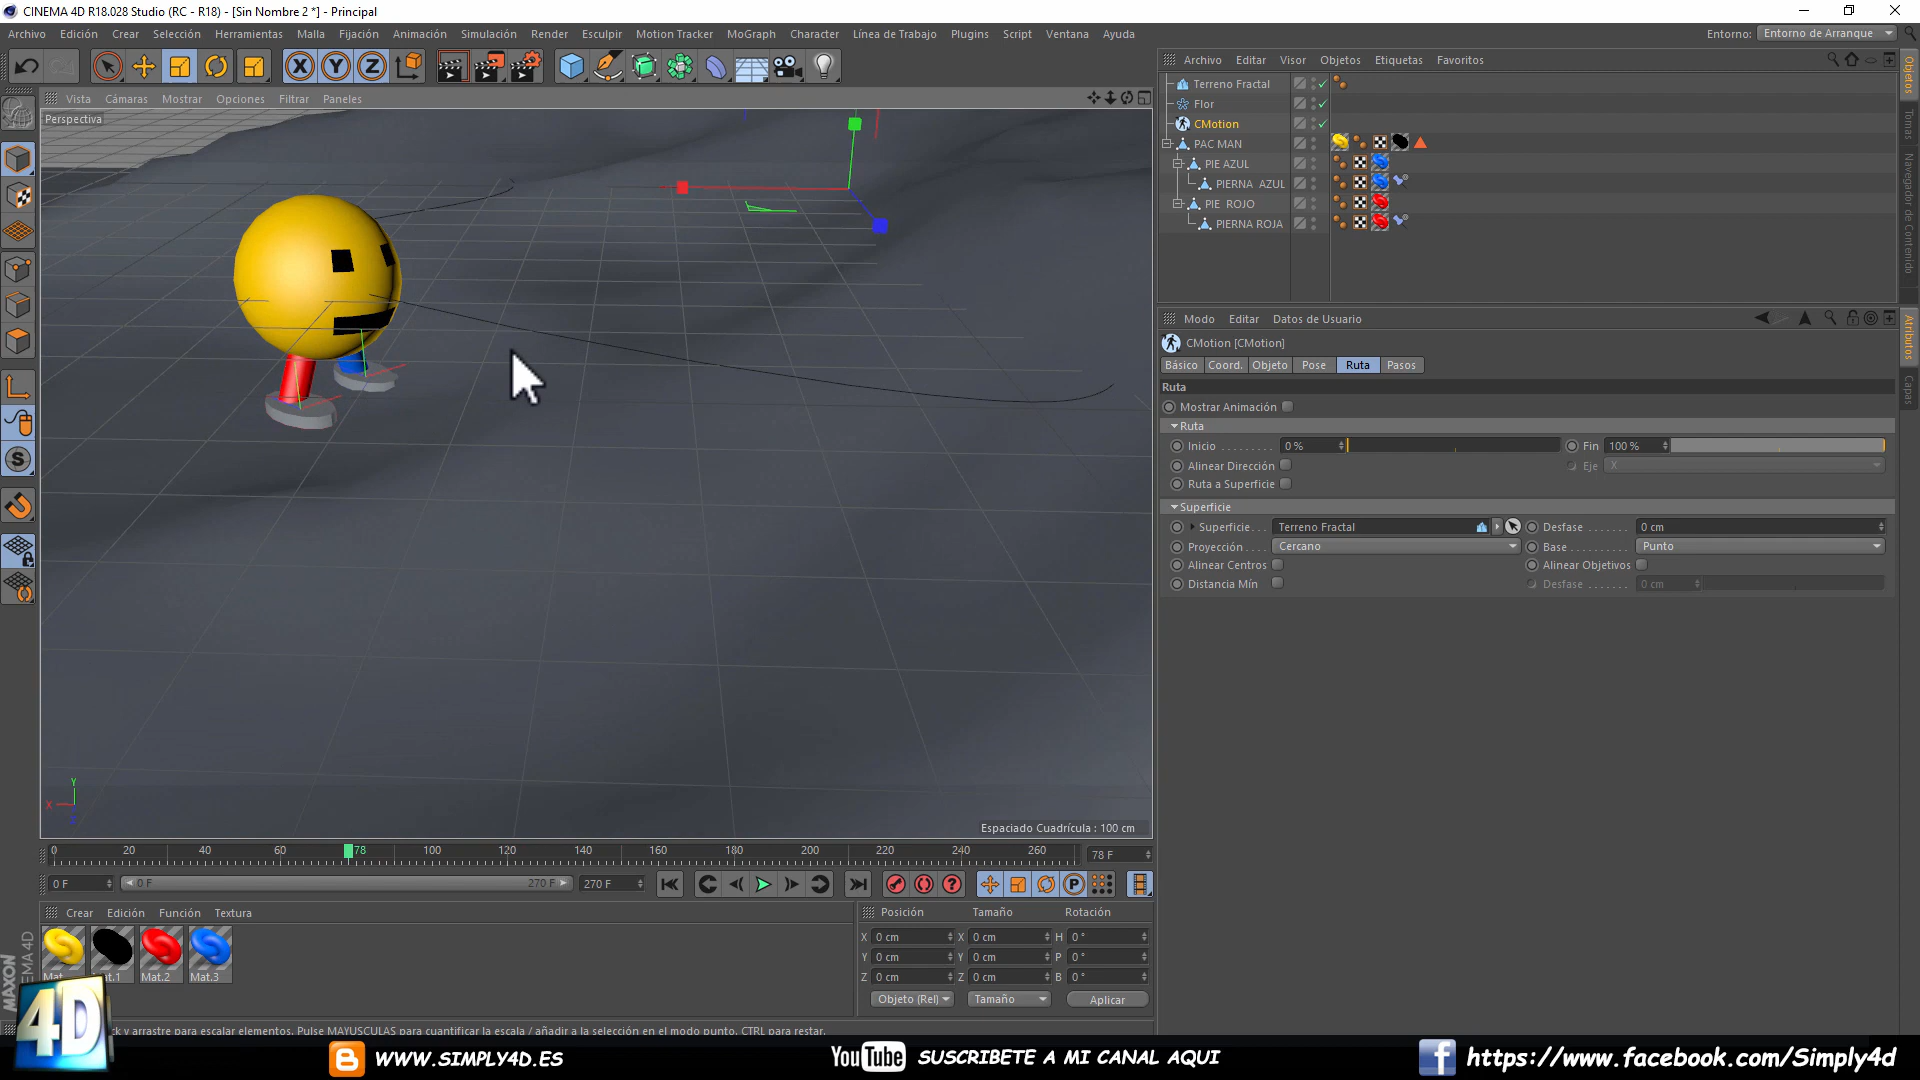 CINEMA 4D R18.028 Studio (RC - R18) - [Sin Nombre 2 *] - Principal
Archivo Edición Crear Selección Herramientas Malla Fijación Animación Simulación Render Esculpir Motion Tracker MoGraph Character Línea de Trabajo Plugins Script Ventana Ayuda Entorno: Entorno de Arranque
X Y Z
Archivo Editar Visor Objetos Etiquetas Favoritos
Vista Cámaras Mostrar Opciones Filtrar Paneles
Perspectiva
Terreno Fractal
Flor
CMotion
PAC MAN
PIE AZUL
PIERNA AZUL
PIE ROJO
PIERNA ROJA
Objetos
Tomas
Navegador de Contenido
Modo Editar Datos de Usuario
CMotion [CMotion]
Básico Coord. Objeto Pose Ruta Pasos
Ruta
Mostrar Animación
Ruta
Inicio 0 % Fin 100 %
Alinear Dirección Eje X
Ruta a Superficie
Superficie
Superficie Terreno Fractal Desfase 0 cm
Proyección Cercano Base Punto
Alinear Centros Alinear Objetivos
Distancia Mín Desfase 0 cm
Atributos
Capas
Y
X
Espaciado Cuadrícula : 100 cm
0 20 40 60 78 100 120 140 160 180 200 220 240 260 78 F
0 F 0 F 270 F 270 F
Crear Edición Función Textura
Mat.1 Mat.2 Mat.3
Posición Tamaño Rotación
X 0 cm X 0 cm H 0 °
Y 0 cm Y 0 cm P 0 °
Z 0 cm Z 0 cm B 0 °
Objeto (Rel) Tamaño Aplicar
MAXON
4D
y arrastre para escalar elementos. Pulse MAYUSCULAS para cuantificar la escala / añadir a la selección en el modo punto, CTRL para restar.
WWW.SIMPLY4D.ES
YouTube SUSCRIBETE A MI CANAL AQUI
https://www.facebook.com/Simply4d